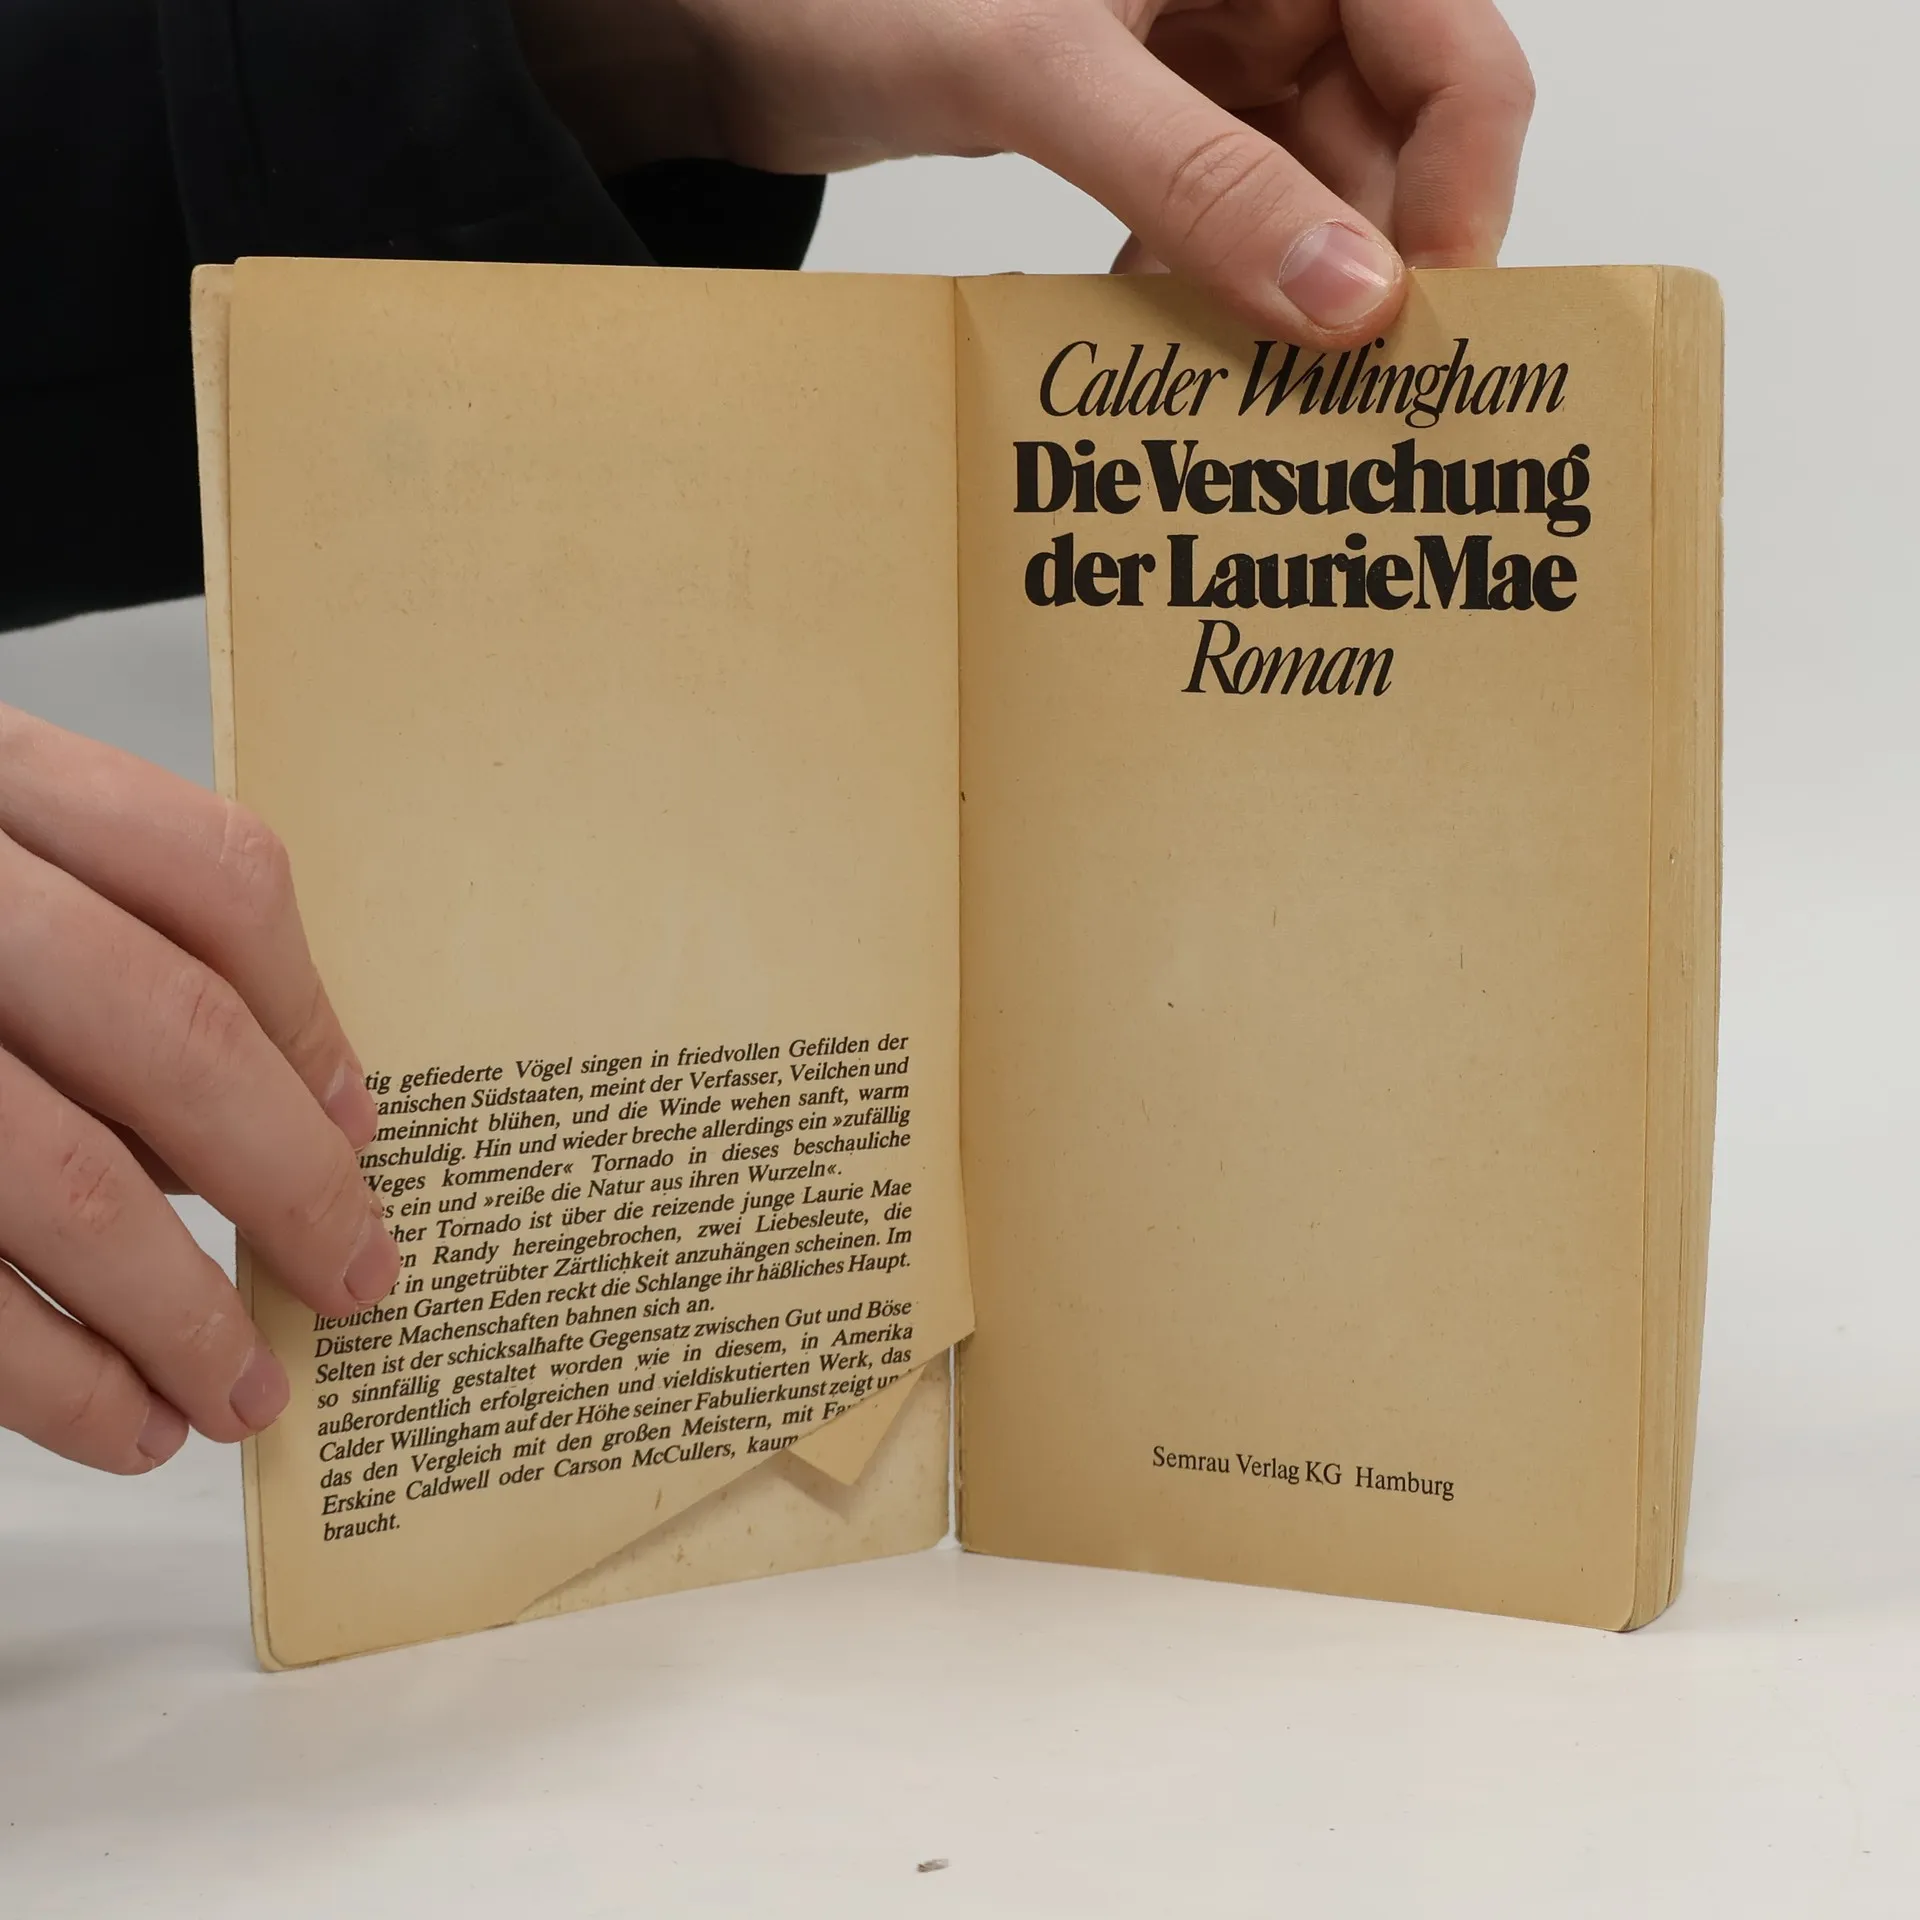 tig gefiederte Vögel singen in friedvollen Gefilden der
anischen Südstaaten, meint der Verfasser, Veilchen und
meinnicht blühen, und die Winde wehen sanft, warm
nschuldig. Hin und wieder breche allerdings ein »zufällig
Weges kommender« Tornado in dieses beschauliche
s ein und »reiße die Natur aus ihren Wurzeln«.
cher Tornado ist über die reizende junge Laurie Mae
en Randy hereingebrochen, zwei Liebesleute, die
r in ungetrübter Zärtlichkeit anzuhängen scheinen. Im
lieblichen Garten Eden reckt die Schlange ihr häßliches Haupt.
Düstere Machenschaften bahnen sich an.
Selten ist der schicksalhafte Gegensatz zwischen Gut und Böse
so sinnfällig gestaltet worden wie in diesem, in Amerika
außerordentlich erfolgreichen und vieldiskutierten Werk, das
Calder Willingham auf der Höhe seiner Fabulierkunst zeigt un
das den Vergleich mit den großen Meistern, mit Fa
Erskine Caldwell oder Carson McCullers, kaum
braucht.
Calder Willingham
Die Versuchung
der Laurie Mae
Roman
Semrau Verlag KG Hamburg